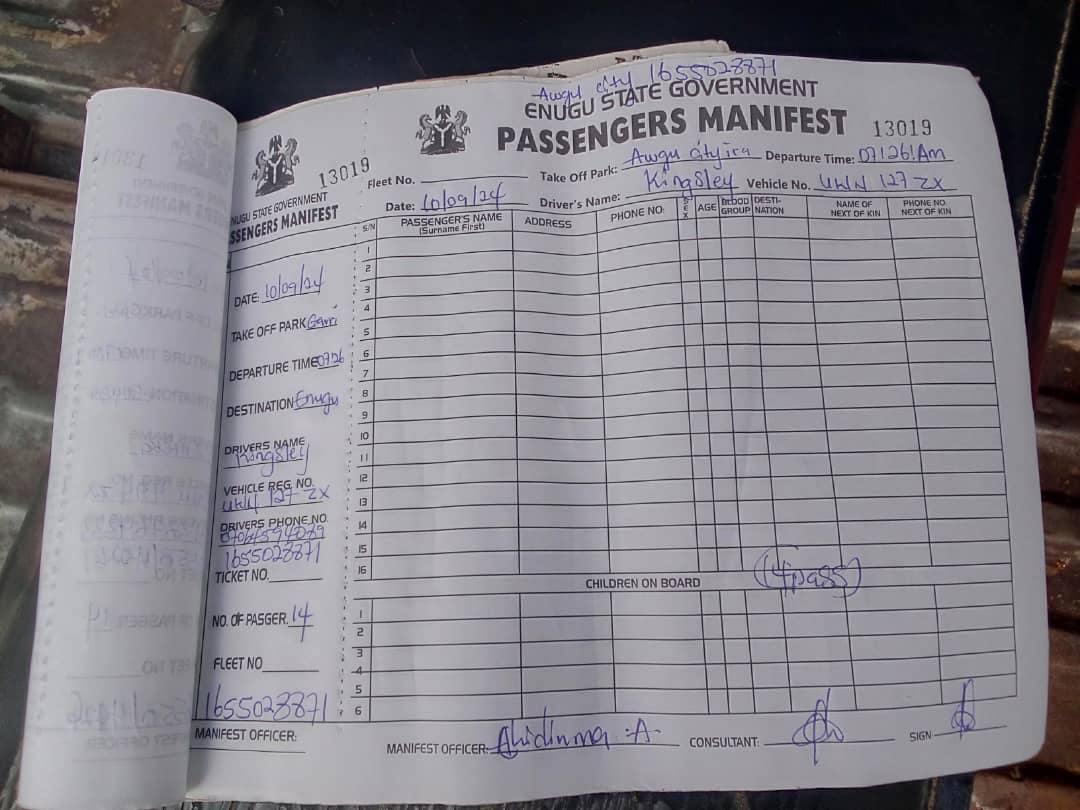 13019
ENUGU STATE GOVERNMENT
PASSENGERS MANIFEST
DATE: 10/09/24
TAKE OFF PARK
DEPARTURE TIME 0726
DESTINATION Enugu
DRIVERS NAME
Kingsley
VEHICLE REG. NO.
UWN 127 ZX
DRIVERS PHONE NO.
1655028871
TICKET NO.
NO. OF PASGER. 14
FLEET NO
1655028871
MANIFEST OFFICER:
Awgu city 1655028871
ENUGU STATE GOVERNMENT
PASSENGERS MANIFEST 13019
Fleet No. Take Off Park: Awgu Departure Time: 07:26!Am
Date: 10/09/24 Driver's Name: Kingsley Vehicle No. UWN 127 ZX
S/N PASSENGER'S NAME (Surname First) ADDRESS PHONE NO: SEX AGE BLOOD GROUP DESTI-NATION NAME OF NEXT OF KIN PHONE NO. NEXT OF KIN
1
2
3
4
5
6
7
8
9
10
11
12
13
14
15
16
CHILDREN ON BOARD (14pass)
1
2
3
4
5
6
MANIFEST OFFICER: CONSULTANT: SIGN